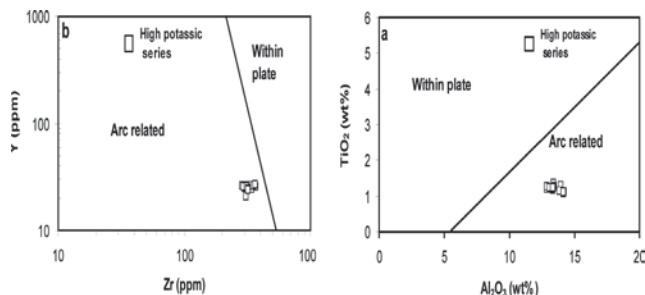 1000
b
High potassic
series
Within
plate
100
Arc related
Y (ppm)
10
10
100
100
Zr (ppm)
6
a
High potassic
series
5
Within plate
4
3
Arc related
2
1
0
0
5
10
15
20
TiO₂ (wt%)
Al₂O₃ (wt%)